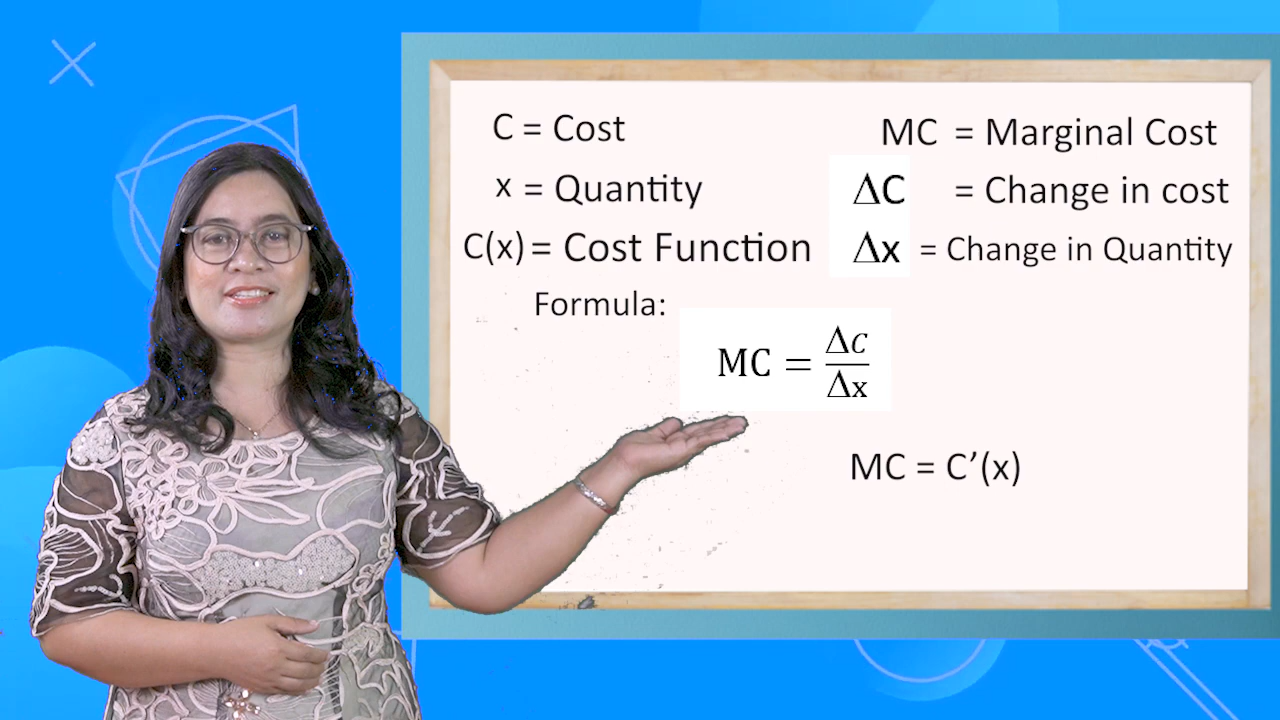 C = Cost
x = Quantity
C(x) = Cost Function
MC = Marginal Cost
ΔC = Change in cost
Δx = Change in Quantity
Formula:
MC = ΔC/Δx
MC = C’(x)